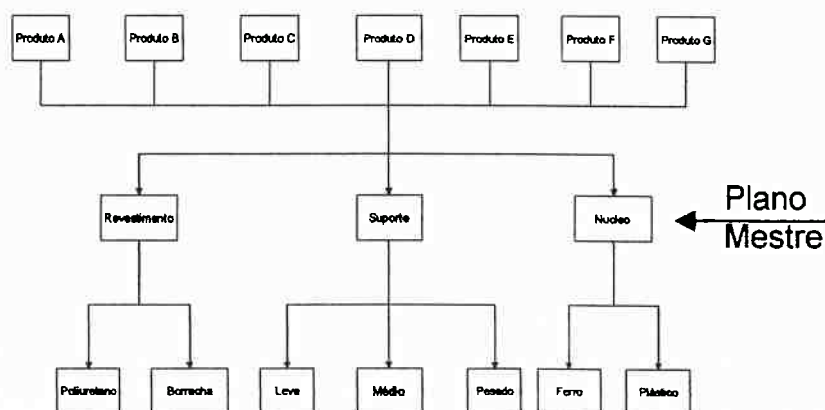 Produto A
Produto B
Produto C
Produto D
Produto E
Produto F
Produto G
Revestimento
Suporte
Nucleo
Plano
Mestre
Poliuretano
Borracha
Leve
Médio
Pesado
Ferro
Plástico